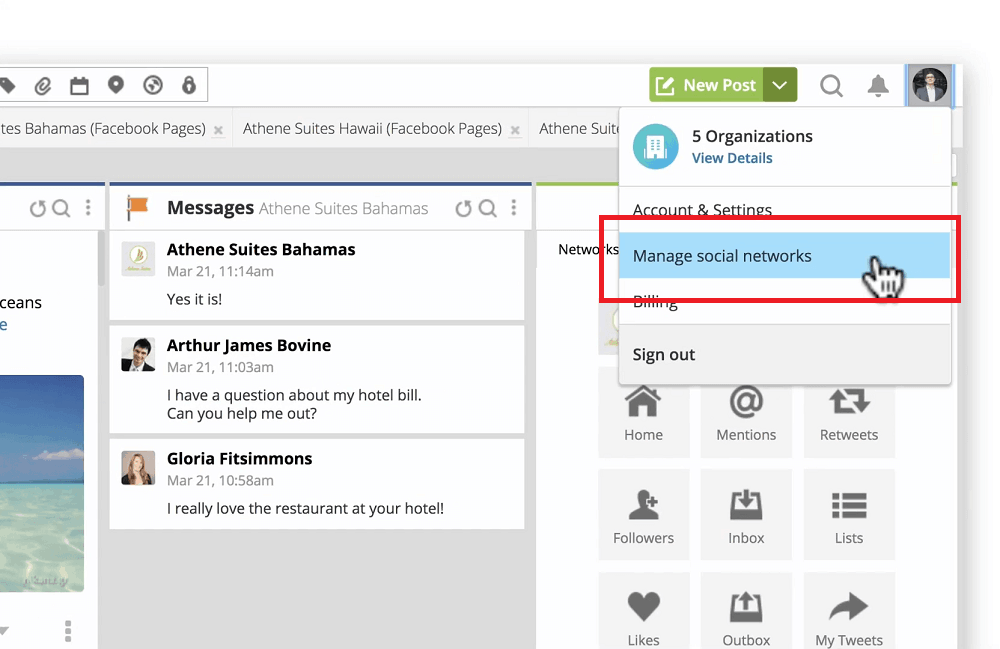 New Post
tes Bahamas (Facebook Pages)
Athene Suites Hawaii (Facebook Pages)
Athene Suit
5 Organizations
View Details
Account & Settings
Manage social networks
Billing
Sign out
ceans
e
Messages Athene Suites Bahamas
Athene Suites Bahamas
Mar 21, 11:14am
Yes it is!
Arthur James Bovine
Mar 21, 11:03am
I have a question about my hotel bill.
Can you help me out?
Gloria Fitsimmons
Mar 21, 10:58am
I really love the restaurant at your hotel!
Networks
Home
Mentions
Retweets
Followers
Inbox
Lists
Likes
Outbox
My Tweets